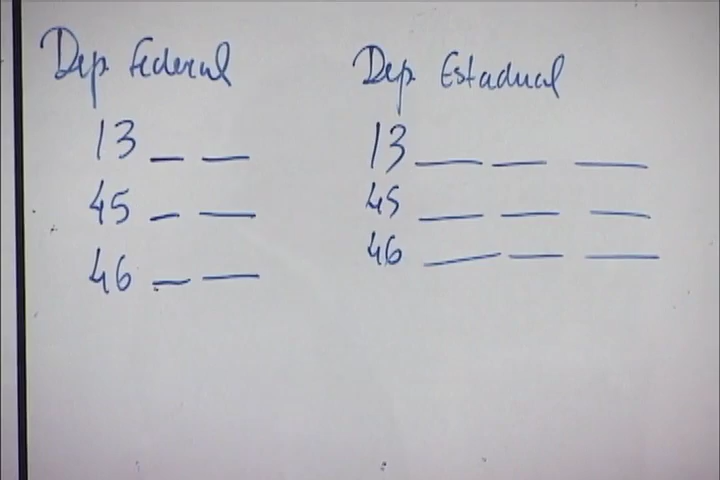 Dep. Federal
13 _ _
45 _ _
46 _ _
Dep. Estadual
13 _ _ _
45 _ _ _
46 _ _ _